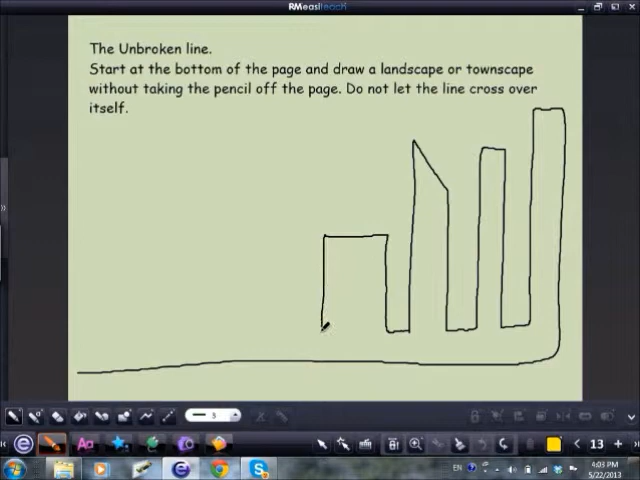 RMeasiteach
The Unbroken line.
Start at the bottom of the page and draw a landscape or townscape
without taking the pencil off the page. Do not let the line cross over
itself.
3
13
EN
4:03 PM
5/22/2013